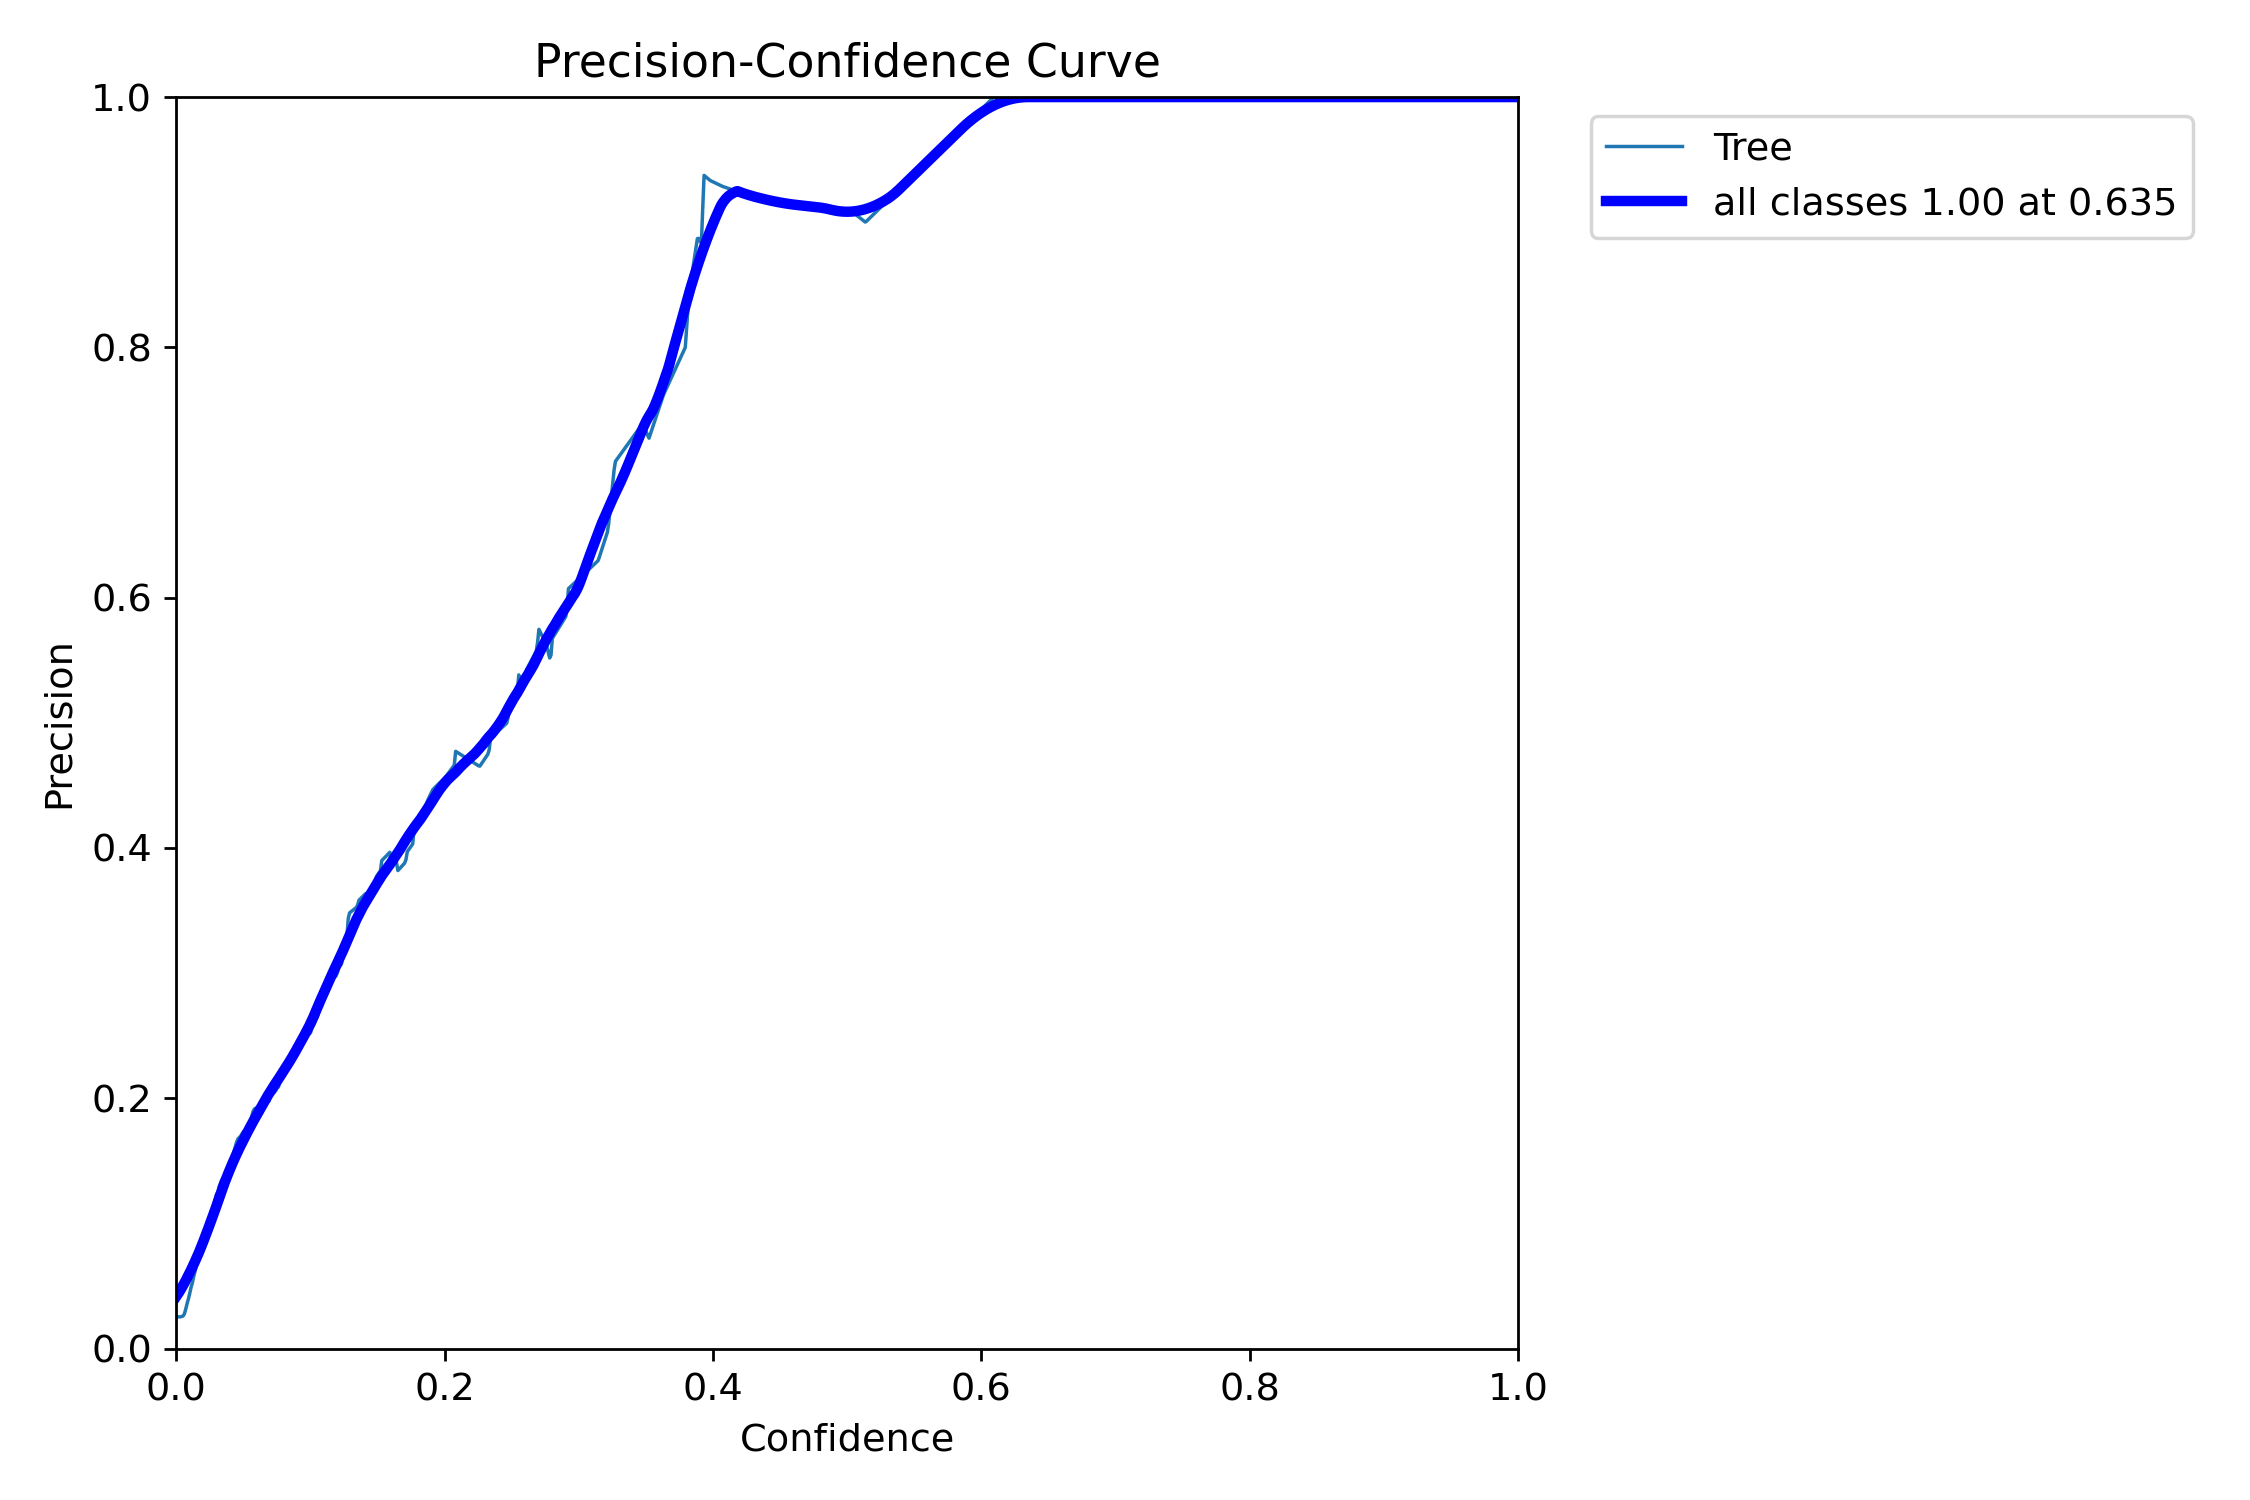 Precision-Confidence Curve
1.0
0.8
0.6
0.4
0.2
0.0
Precision
0.0 0.2 0.4 0.6 0.8 1.0
Confidence
Tree
all classes 1.00 at 0.635